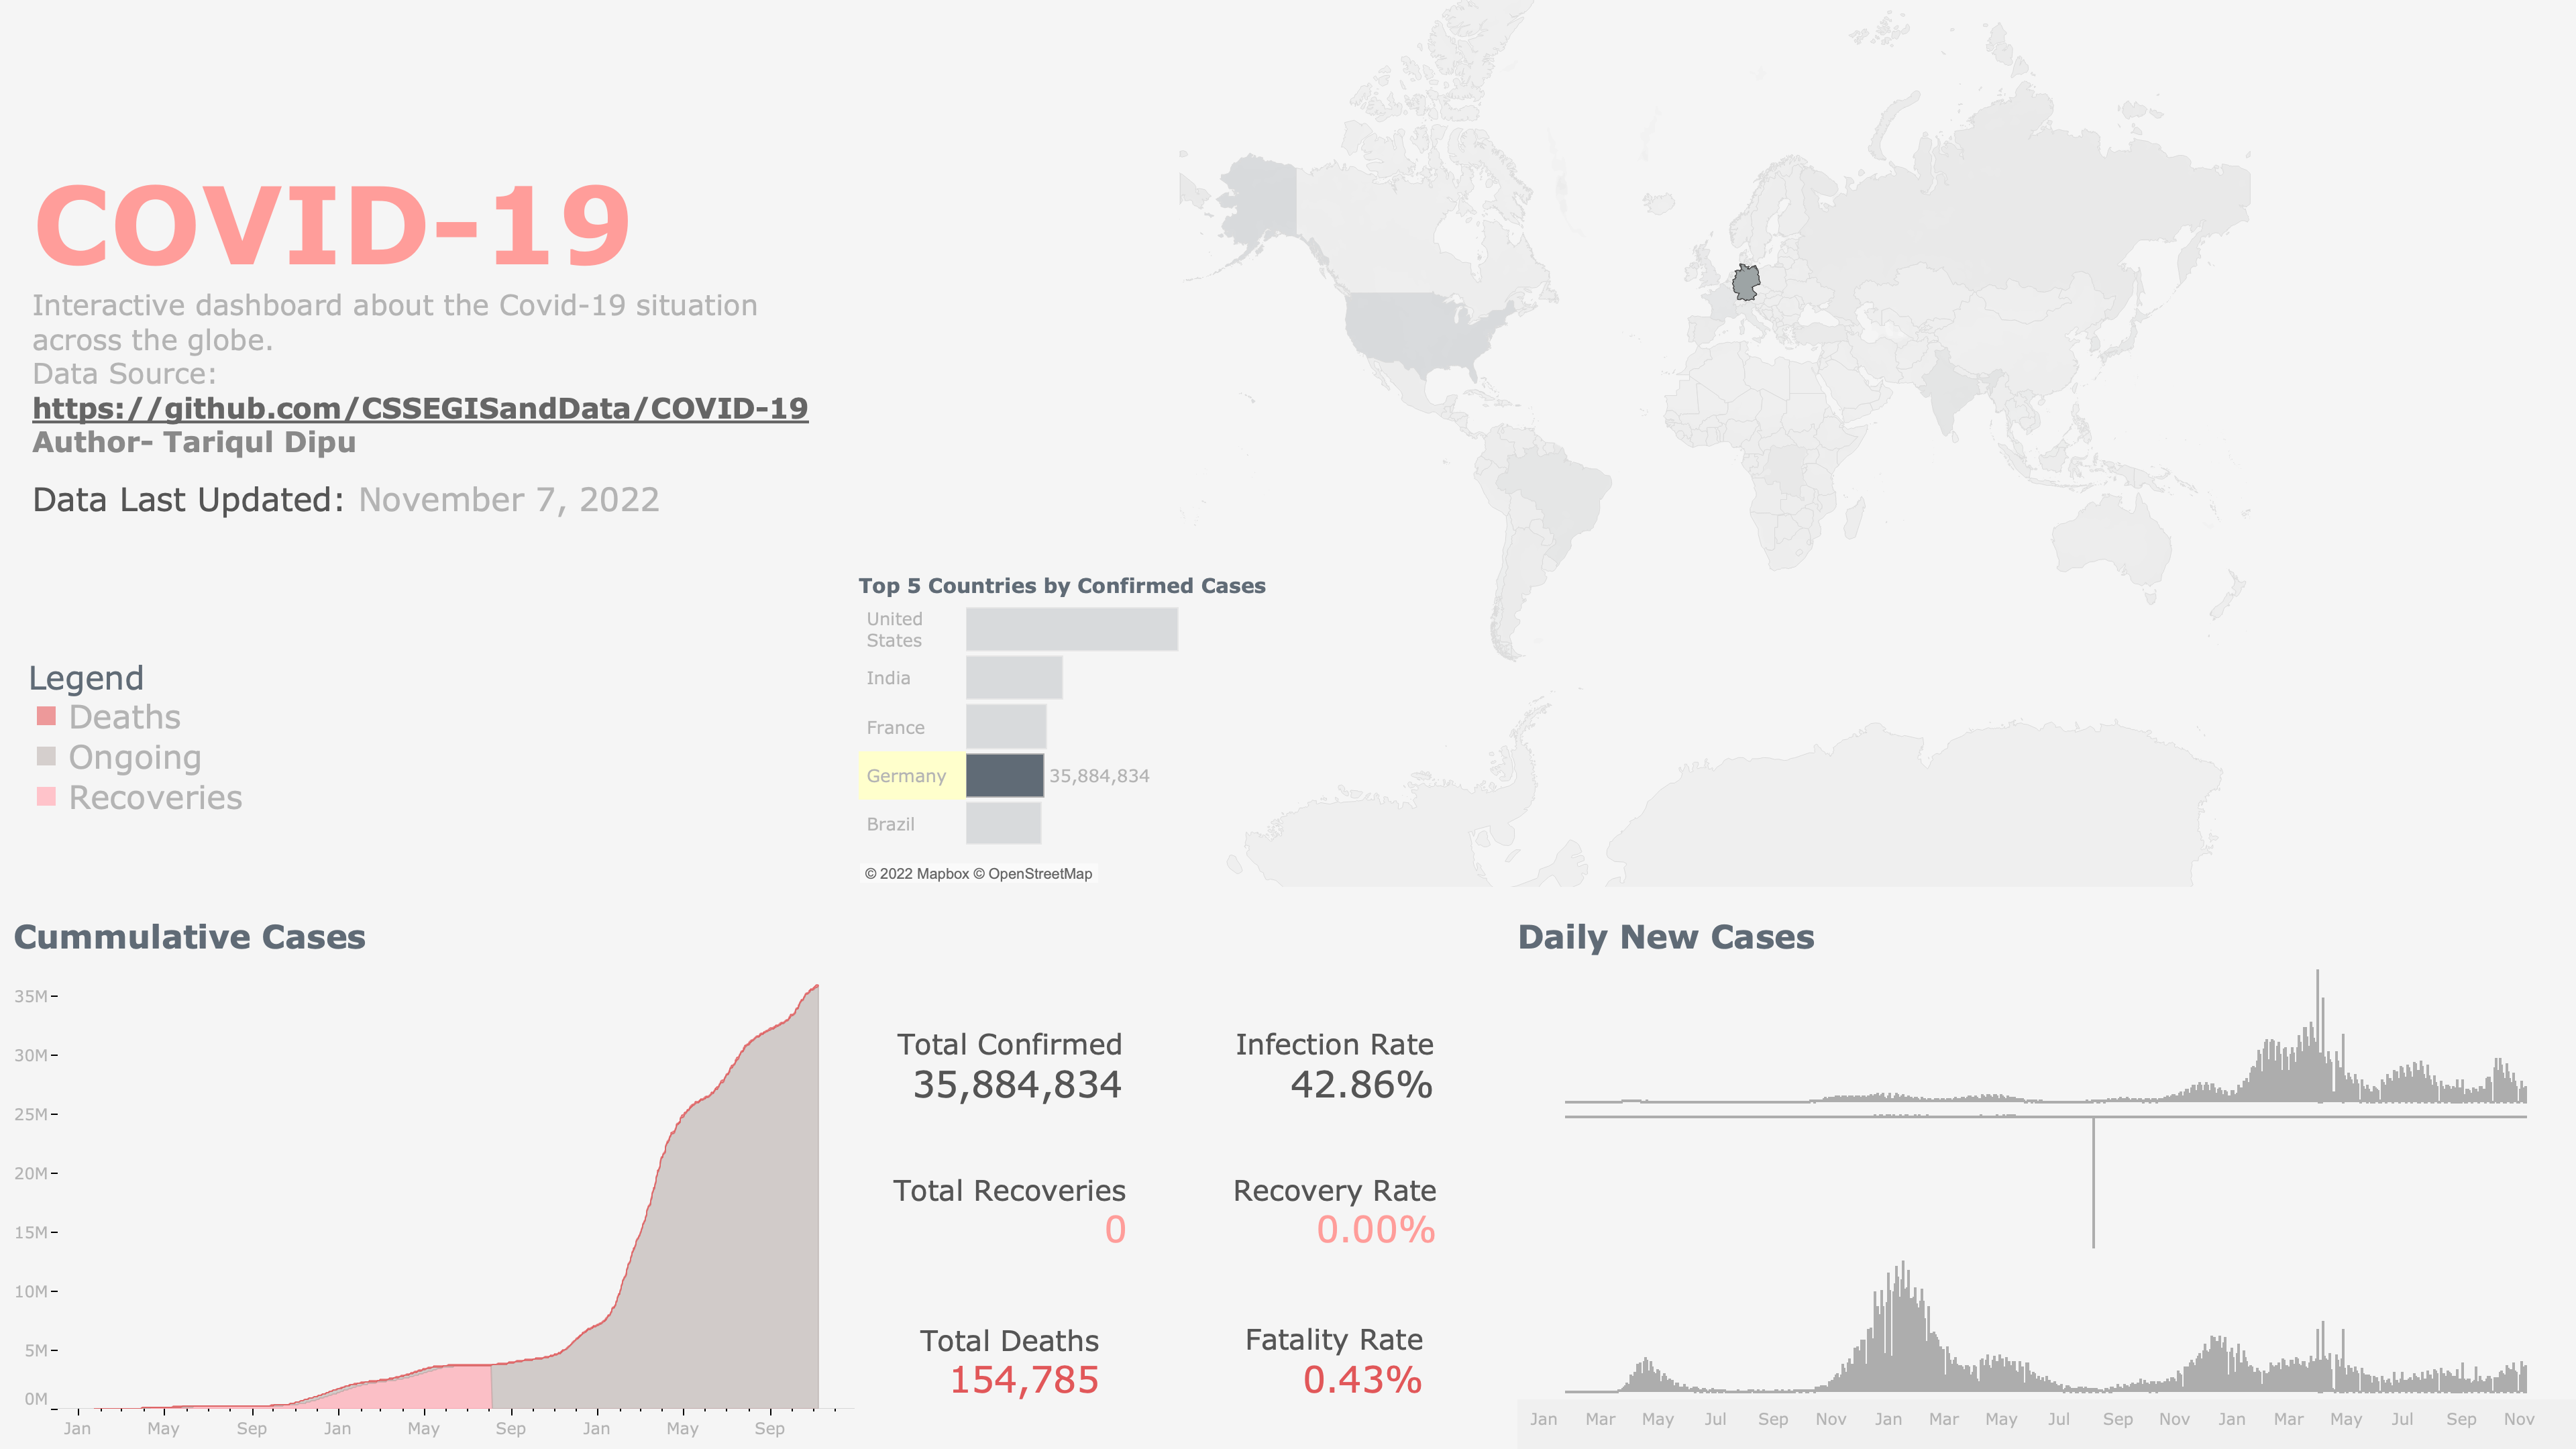 COVID-19
Interactive dashboard about the Covid-19 situation
across the globe.
Data Source:
https://github.com/CSSEGISandData/COVID-19
Author- Tariqul Dipu
Data Last Updated: November 7, 2022
Legend
Deaths
Ongoing
Recoveries
Top 5 Countries by Confirmed Cases
United
States
India
France
Germany 35,884,834
Brazil
© 2022 Mapbox © OpenStreetMap
Cummulative Cases
35M
30M
25M
20M
15M
10M
5M
0M
Jan May Sep Jan May Sep Jan May Sep
Total Confirmed
35,884,834
Infection Rate
42.86%
Total Recoveries
0
Recovery Rate
0.00%
Total Deaths
154,785
Fatality Rate
0.43%
Daily New Cases
Jan Mar May Jul Sep Nov Jan Mar May Jul Sep Nov Jan Mar May Jul Sep Nov